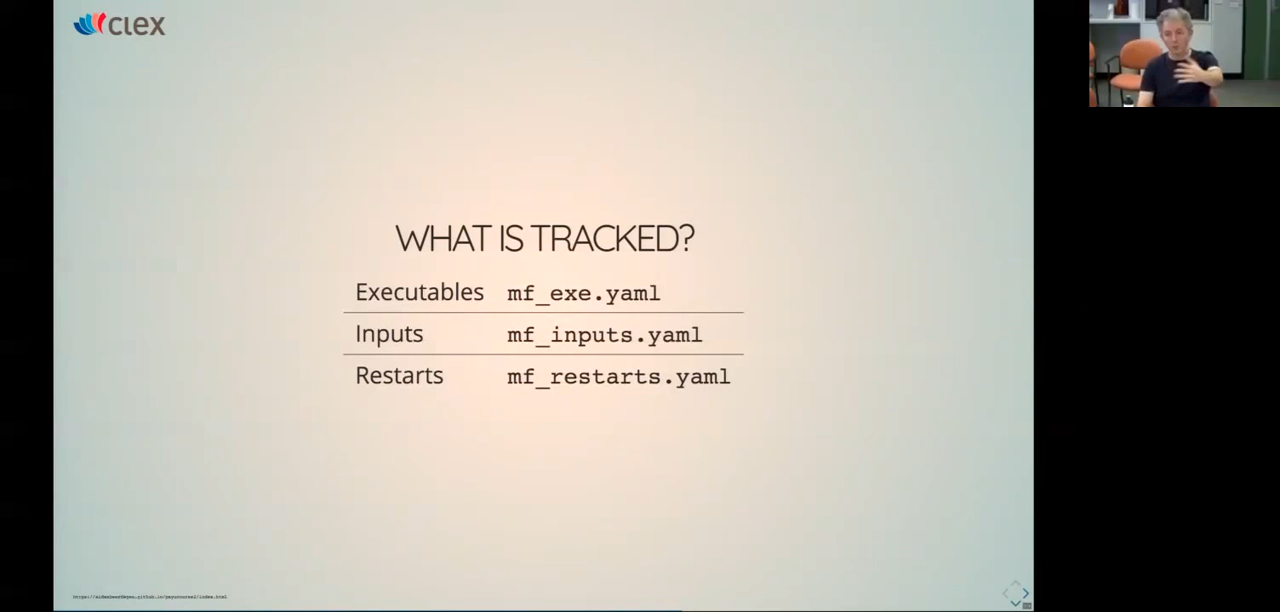 clex
WHAT IS TRACKED?
Executables mf_exe.yaml
Inputs mf_inputs.yaml
Restarts mf_restarts.yaml